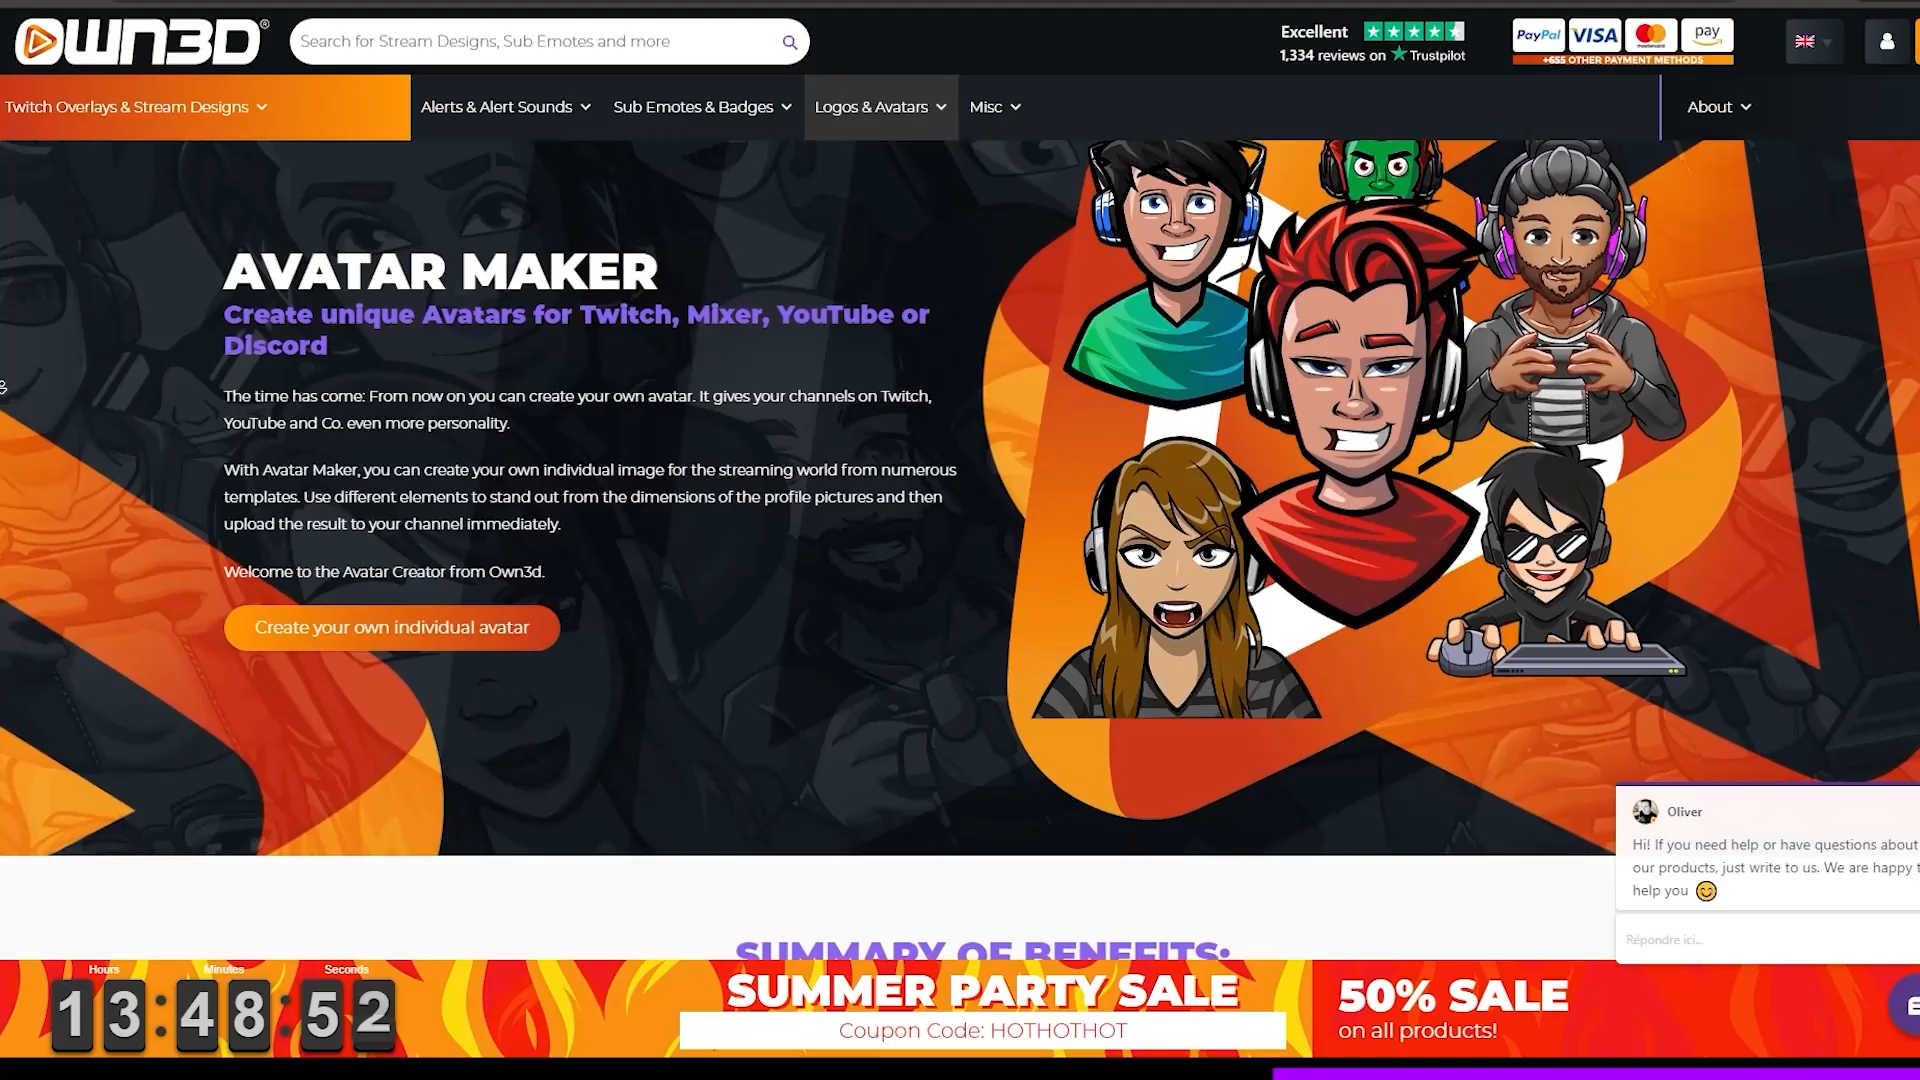 OWN3D®
Search for Stream Designs, Sub Emotes and more
Excellent
1,334 reviews on Trustpilot
PayPal VISA mastercard pay
+655 OTHER PAYMENT METHODS
Twitch Overlays & Stream Designs
Alerts & Alert Sounds
Sub Emotes & Badges
Logos & Avatars
Misc
About
AVATAR MAKER
Create unique Avatars for Twitch, Mixer, YouTube or
Discord
The time has come: From now on you can create your own avatar. It gives your channels on Twitch,
YouTube and Co. even more personality.
With Avatar Maker, you can create your own individual image for the streaming world from numerous
templates. Use different elements to stand out from the dimensions of the profile pictures and then
upload the result to your channel immediately.
Welcome to the Avatar Creator from Own3d.
Create your own individual avatar
Oliver
Hi! If you need help or have questions about
our products, just write to us. We are happy t
help you
Répondre ici...
SUMMARY OF BENEFITS:
Hours Minutes Seconds
13:48:52
SUMMER PARTY SALE
Coupon Code: HOTHOTHOT
50% SALE
on all products!